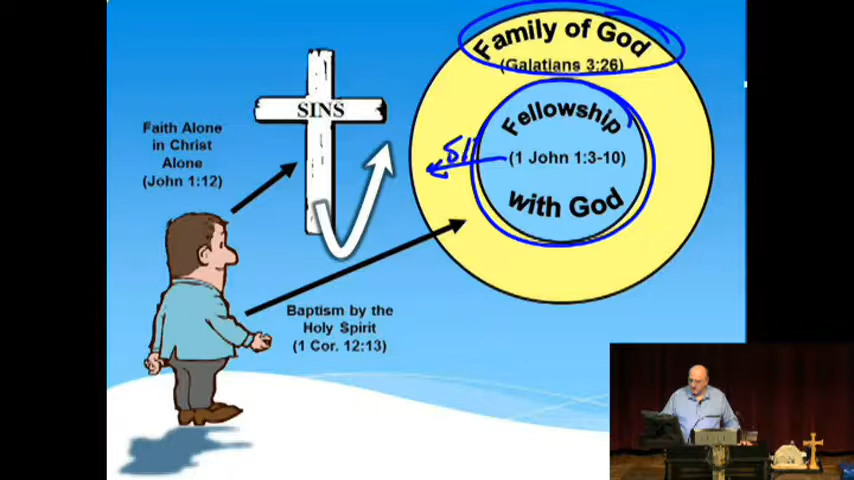 Family of God
(Galatians 3:26)
SINS
Fellowship
(1 John 1:3-10)
with God
Faith Alone
in Christ
Alone
(John 1:12)
Baptism by the
Holy Spirit
(1 Cor. 12:13)